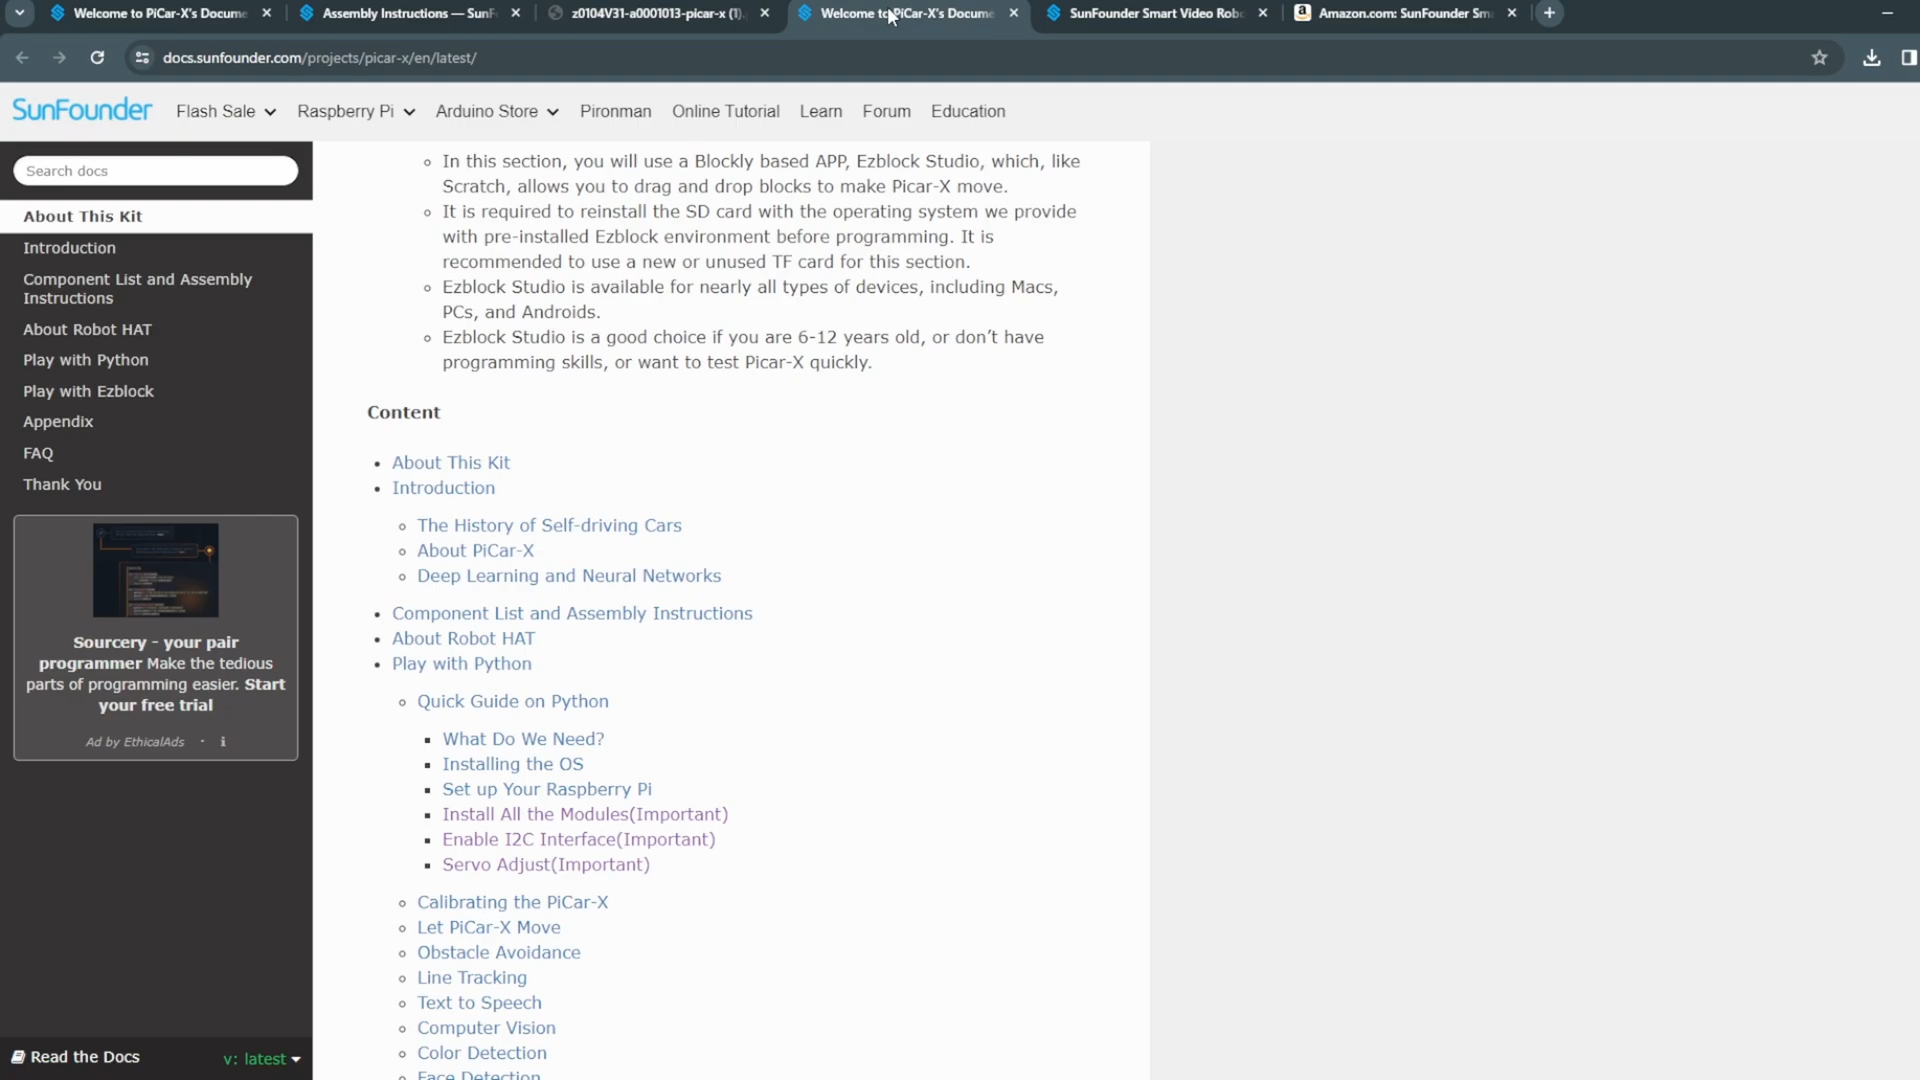 Welcome to PiCar-X's Docume
Assembly Instructions — SunF
z0104V31-a0001013-picar-x (1).
Welcome to PiCar-X's Docume
SunFounder Smart Video Rob
Amazon.com: SunFounder Sm
docs.sunfounder.com/projects/picar-x/en/latest/
SunFounder
Flash Sale
Raspberry Pi
Arduino Store
Pironman
Online Tutorial
Learn
Forum
Education
Search docs
About This Kit
Introduction
Component List and Assembly
Instructions
About Robot HAT
Play with Python
Play with Ezblock
Appendix
FAQ
Thank You
Sourcery - your pair
programmer Make the tedious
parts of programming easier. Start
your free trial
Ad by EthicalAds · i
Read the Docs
v: latest
In this section, you will use a Blockly based APP, Ezblock Studio, which, like
Scratch, allows you to drag and drop blocks to make Picar-X move.
It is required to reinstall the SD card with the operating system we provide
with pre-installed Ezblock environment before programming. It is
recommended to use a new or unused TF card for this section.
Ezblock Studio is available for nearly all types of devices, including Macs,
PCs, and Androids.
Ezblock Studio is a good choice if you are 6-12 years old, or don’t have
programming skills, or want to test Picar-X quickly.
Content
About This Kit
Introduction
The History of Self-driving Cars
About PiCar-X
Deep Learning and Neural Networks
Component List and Assembly Instructions
About Robot HAT
Play with Python
Quick Guide on Python
What Do We Need?
Installing the OS
Set up Your Raspberry Pi
Install All the Modules(Important)
Enable I2C Interface(Important)
Servo Adjust(Important)
Calibrating the PiCar-X
Let PiCar-X Move
Obstacle Avoidance
Line Tracking
Text to Speech
Computer Vision
Color Detection
Face Detection